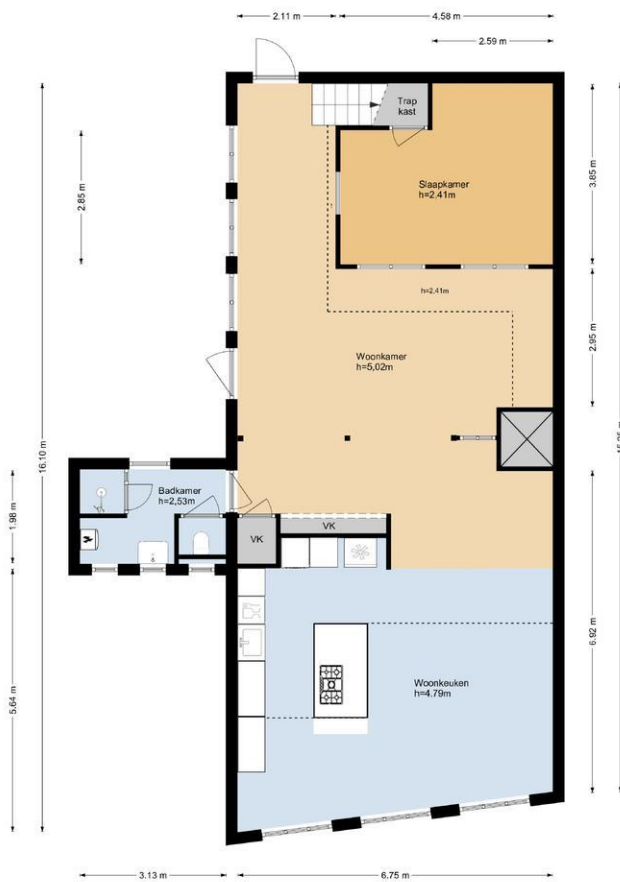 2.11 m
4.58 m
2.59 m
Trap
kast
Slaapkamer
h=2.41m
2.85 m
3.85 m
h=2.41m
Woonkamer
h=5,02m
2.95 m
16.10 m
Badkamer
h=2,53m
1.98 m
VK
VK
Woonkeuken
h=4.79m
5.64 m
6.92 m
3.13 m
6.75 m